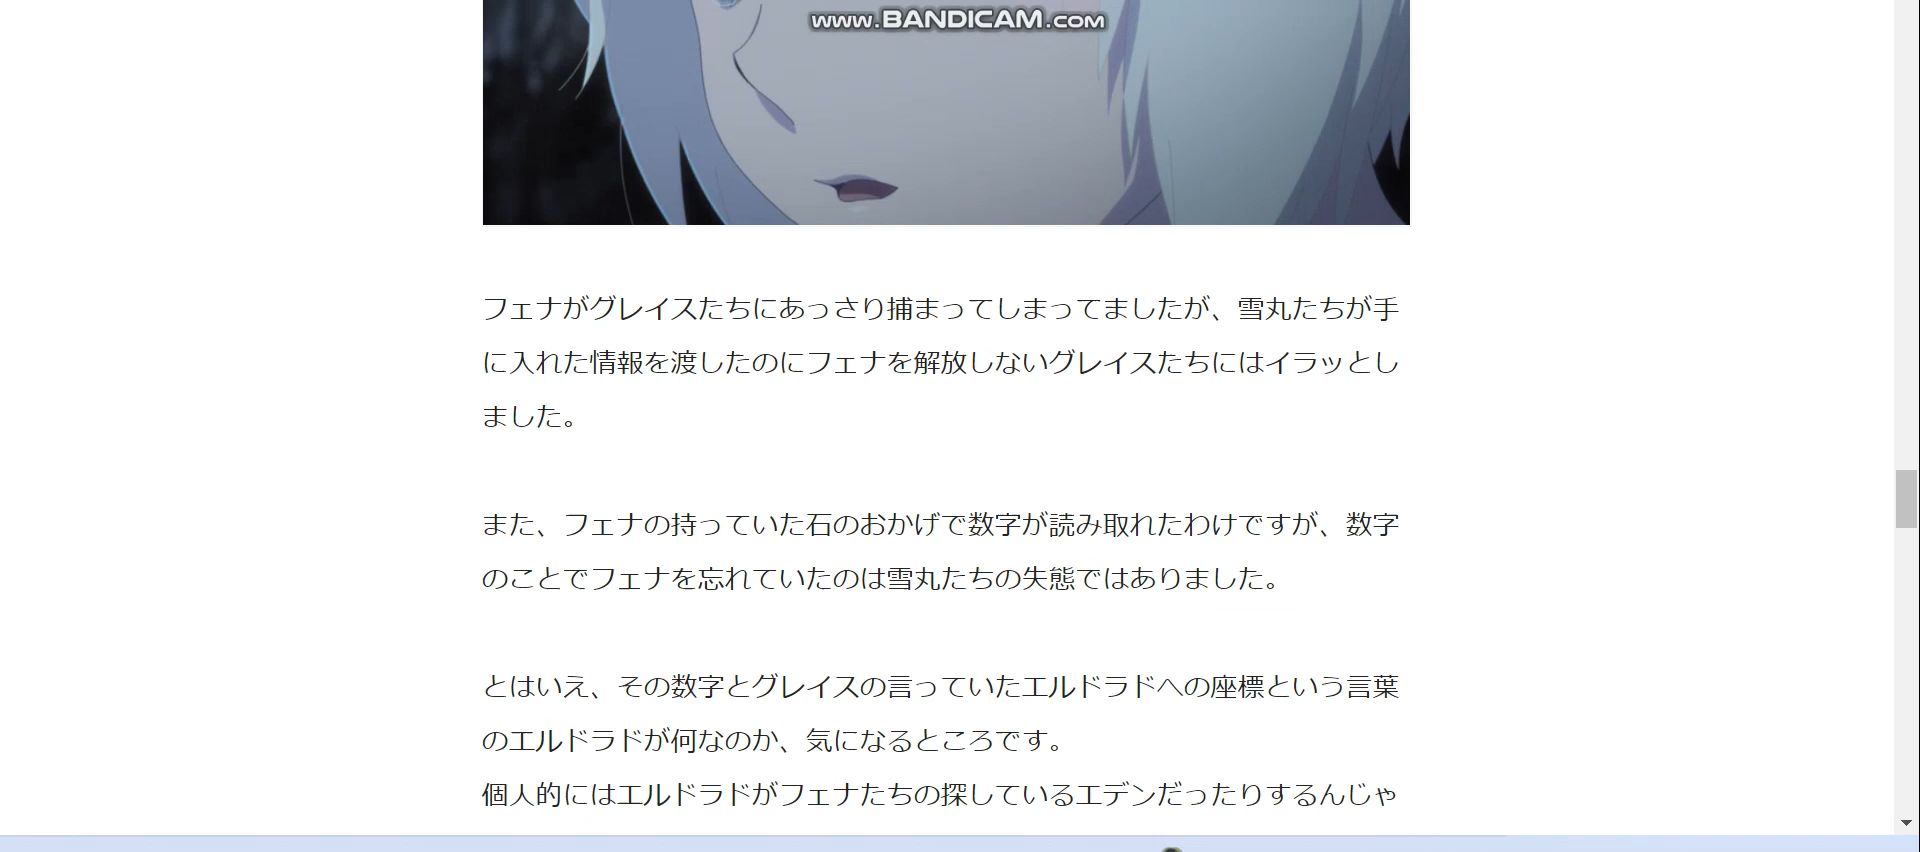 www.BANDICAM.com
フェナがグレイスたちにあっさり捕まってしまってましたが、雪丸たちが手
に入れた情報を渡したのにフェナを解放しないグレイスたちにはイラッとし
ました。
また、フェナの持っていた石のおかげで数字が読み取れたわけですが、数字
のことでフェナを忘れていたのは雪丸たちの失態ではありました。
とはいえ、その数字とグレイスの言っていたエルドラドへの座標という言葉
のエルドラドが何なのか、気になるところです。
個人的にはエルドラドがフェナたちの探しているエデンだったりするんじゃ